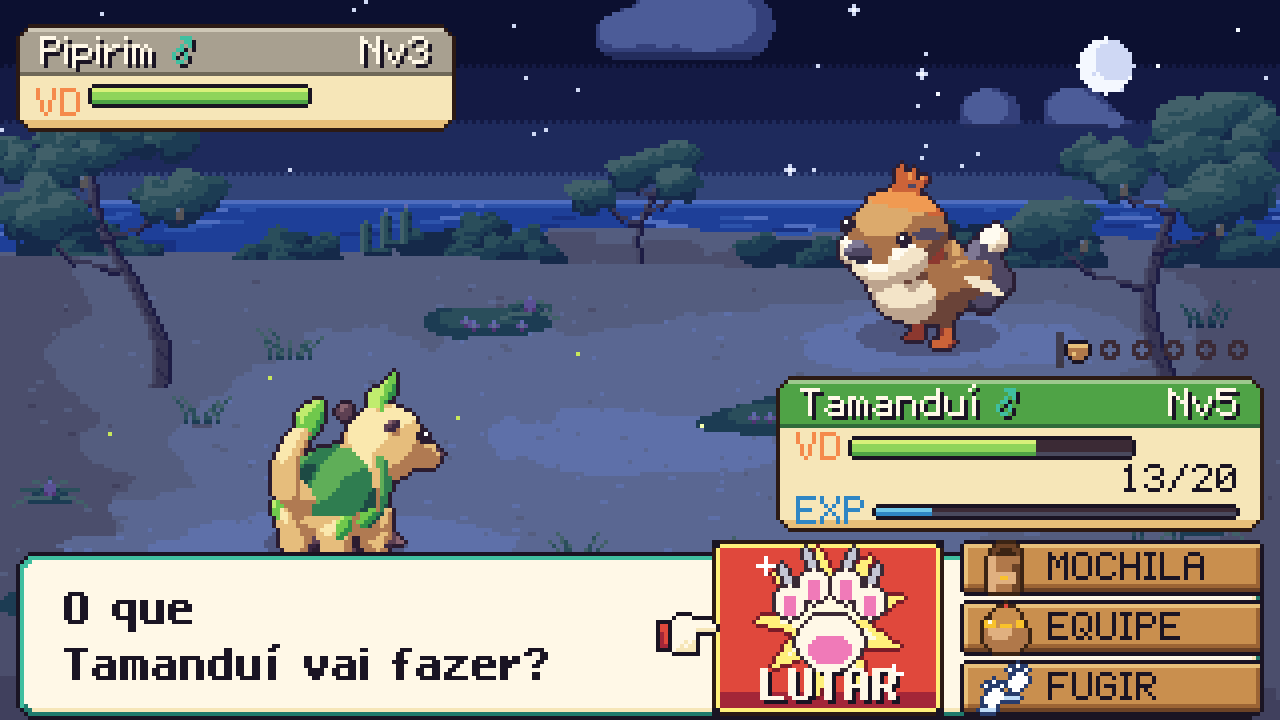 Pipirim ♂ Nv3
VD
Tamanduí ♂ Nv5
VD
13/20
EXP
O que
Tamanduí vai fazer?
LUTAR
MOCHILA
EQUIPE
FUGIR